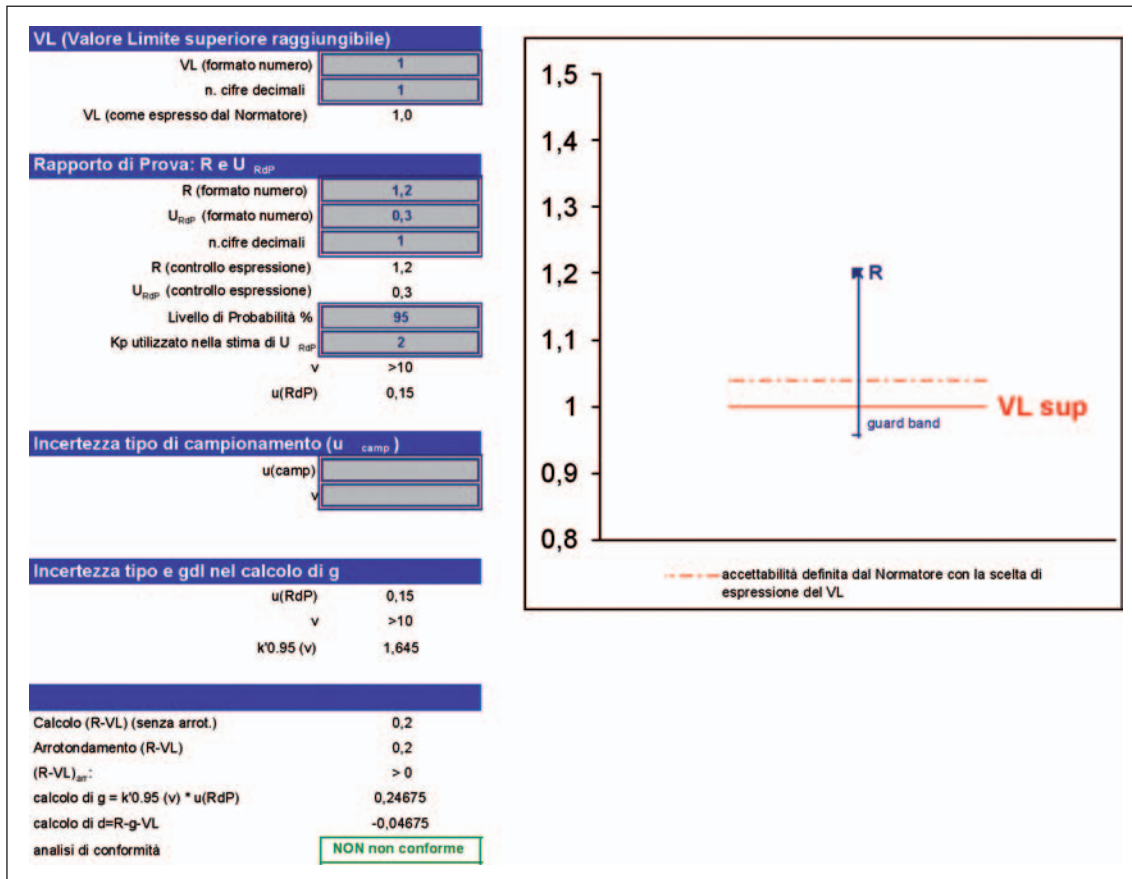 VL (Valore Limite superiore raggiungibile)
VL (formato numero) 1
n. cifre decimali 1
VL (come espresso dal Normatore) 1,0
Rapporto di Prova: R e U RdP
R (formato numero) 1,2
URdP (formato numero) 0,3
n.cifre decimali 1
R (controllo espressione) 1,2
URdP (controllo espressione) 0,3
Livello di Probabilità % 95
Kp utilizzato nella stima di U RdP 2
v >10
u(RdP) 0,15
Incertezza tipo di campionamento (u camp )
u(camp)
v
Incertezza tipo e gdl nel calcolo di g
u(RdP) 0,15
v >10
k'0.95 (v) 1,645
Calcolo (R-VL) (senza arrot.) 0,2
Arrotondamento (R-VL) 0,2
(R-VL)arr: > 0
calcolo di g = k'0.95 (v) * u(RdP) 0,24675
calcolo di d=R-g-VL -0,04675
analisi di conformità NON non conforme
1,5
1,4
1,3
1,2
1,1
1
0,9
0,8
R
VL sup
guard band
accettabilità definita dal Normatore con la scelta di
espressione del VL